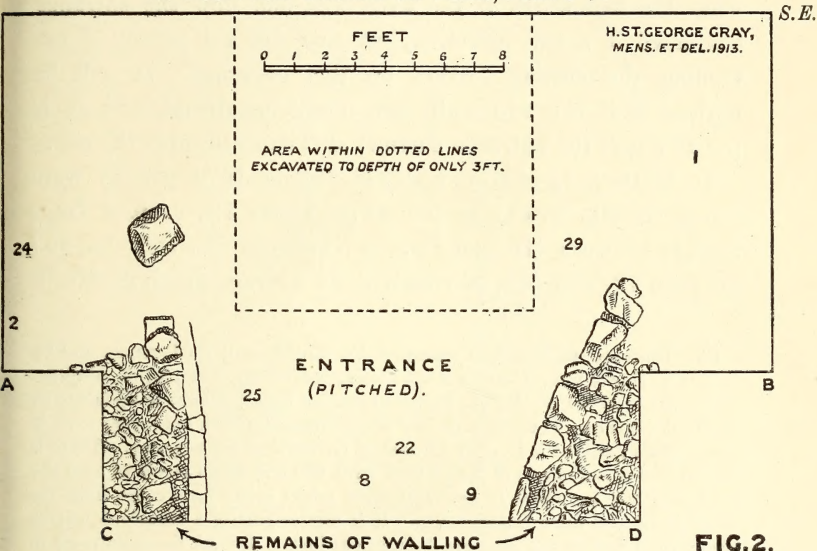 S.E.
FEET
0 1 2 3 4 5 6 7 8
H.ST.GEORGE GRAY,
MENS. ET DEL. 1913.
AREA WITHIN DOTTED LINES
EXCAVATED TO DEPTH OF ONLY 3FT.
1
24
29
2
ENTRANCE
(PITCHED).
A
B
25
22
8
9
C
D
REMAINS OF WALLING
FIG.2.